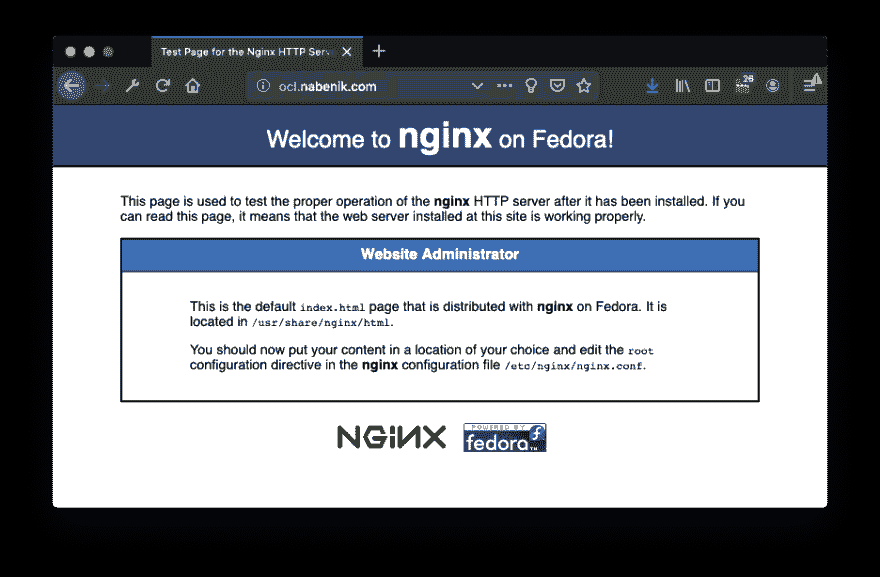 Test Page for the Nginx HTTP Serv
ocl.nabenik.com
26
Welcome to nginx on Fedora!
This page is used to test the proper operation of the nginx HTTP server after it has been installed. If you
can read this page, it means that the web server installed at this site is working properly.
Website Administrator
This is the default index.html page that is distributed with nginx on Fedora. It is
located in /usr/share/nginx/html.
You should now put your content in a location of your choice and edit the root
configuration directive in the nginx configuration file /etc/nginx/nginx.conf.
NGINX
POWERED BY
fedora
TM